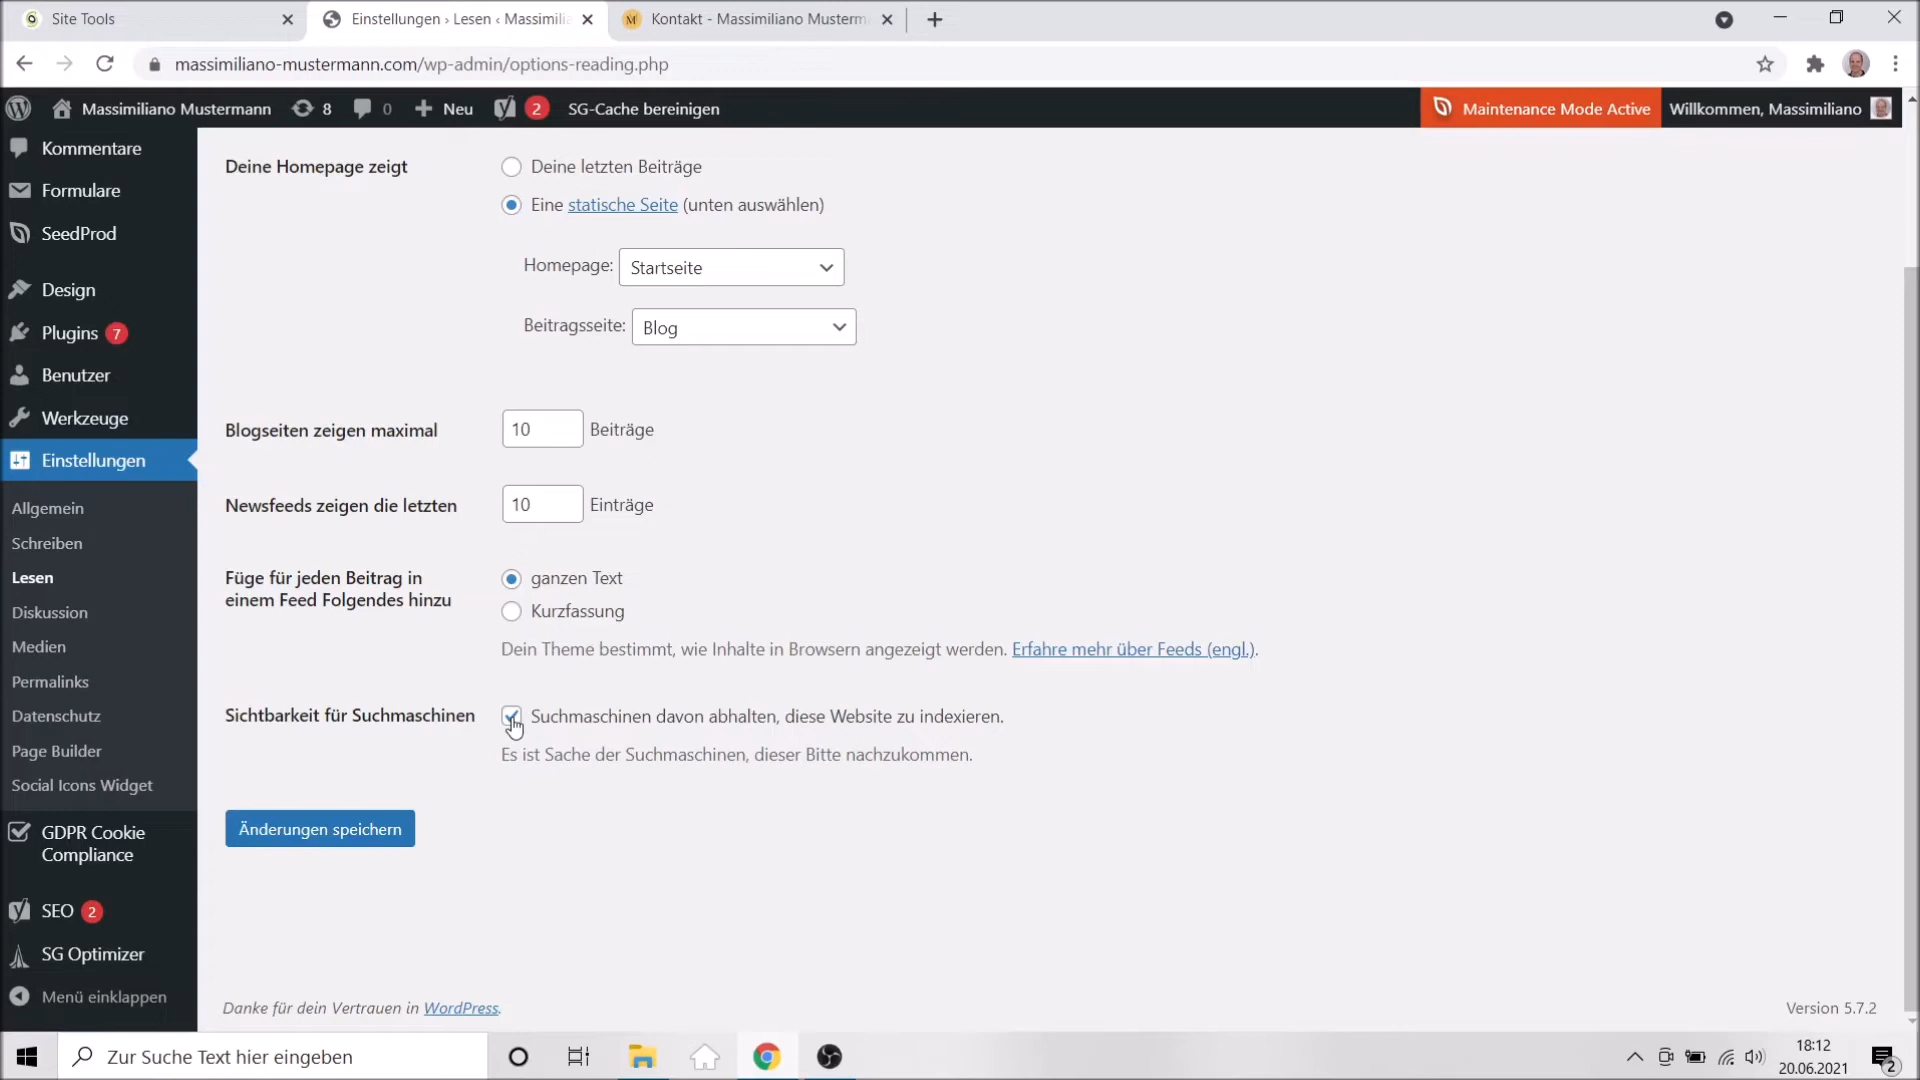 Site Tools
Einstellungen › Lesen ‹ Massimili
Kontakt - Massimiliano Musterm
massimiliano-mustermann.com/wp-admin/options-reading.php
Massimiliano Mustermann
8
0
Neu
2
SG-Cache bereinigen
Maintenance Mode Active
Willkommen, Massimiliano
Kommentare
Formulare
SeedProd
Design
Plugins 7
Benutzer
Werkzeuge
Einstellungen
Allgemein
Schreiben
Lesen
Diskussion
Medien
Permalinks
Datenschutz
Page Builder
Social Icons Widget
GDPR Cookie
Compliance
SEO 2
SG Optimizer
Menü einklappen
Deine Homepage zeigt
Deine letzten Beiträge
Eine statische Seite (unten auswählen)
Homepage: Startseite
Beitragsseite: Blog
Blogseiten zeigen maximal
10 Beiträge
Newsfeeds zeigen die letzten
10 Einträge
Füge für jeden Beitrag in
einem Feed Folgendes hinzu
ganzen Text
Kurzfassung
Dein Theme bestimmt, wie Inhalte in Browsern angezeigt werden. Erfahre mehr über Feeds (engl.).
Sichtbarkeit für Suchmaschinen
Suchmaschinen davon abhalten, diese Website zu indexieren.
Es ist Sache der Suchmaschinen, dieser Bitte nachzukommen.
Änderungen speichern
Danke für dein Vertrauen in WordPress.
Version 5.7.2
Zur Suche Text hier eingeben
18:12
20.06.2021
2